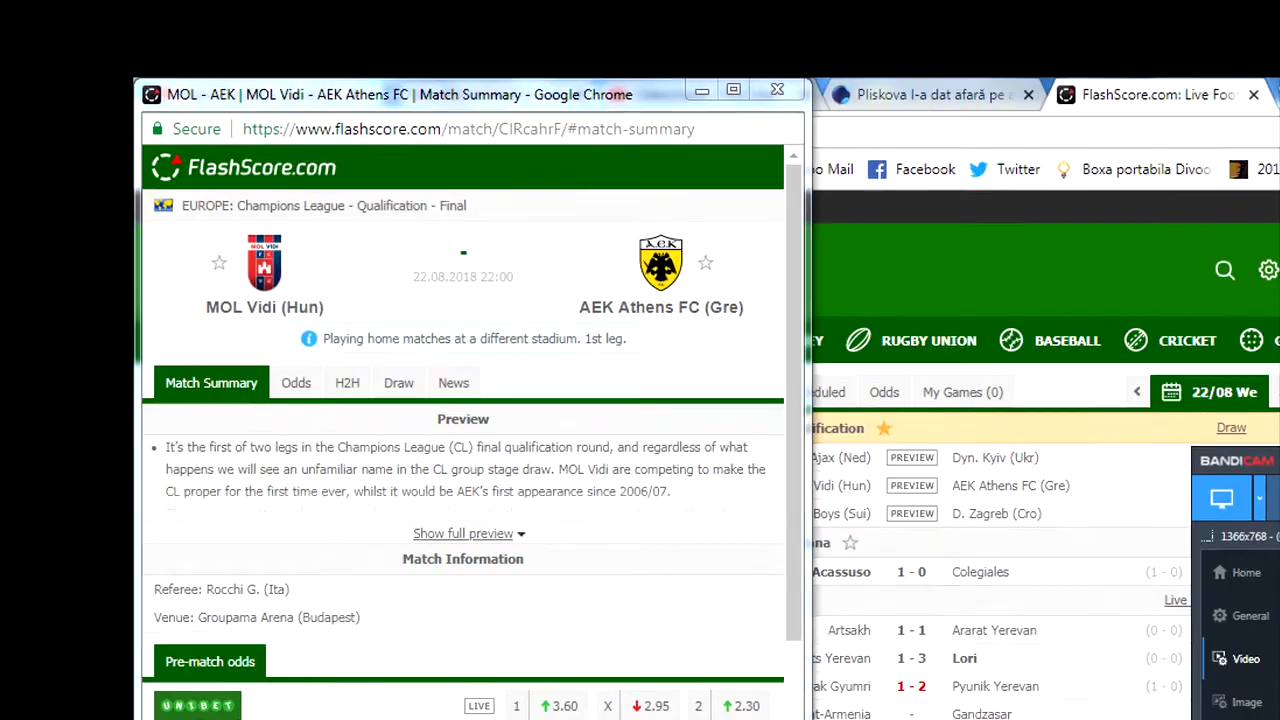 MOL - AEK | MOL Vidi - AEK Athens FC | Match Summary - Google Chrome
Pliskova l-a dat afară pe a
FlashScore.com: Live Foo
Secure
https://www.flashscore.com/match/ClRcahrF/#match-summary
oo Mail
Facebook
Twitter
Boxa portabila Divoo
201
FlashScore.com
EUROPE: Champions League - Qualification - Final
-
22.08.2018 22:00
MOL VIDI
A.E.K
MOL Vidi (Hun)
AEK Athens FC (Gre)
Playing home matches at a different stadium. 1st leg.
EY
RUGBY UNION
BASEBALL
CRICKET
Match Summary
Odds
H2H
Draw
News
eduled
Odds
My Games (0)
22/08 We
Preview
ification
Draw
It's the first of two legs in the Champions League (CL) final qualification round, and regardless of what
happens we will see an unfamiliar name in the CL group stage draw. MOL Vidi are competing to make the
CL proper for the first time ever, whilst it would be AEK's first appearance since 2006/07.
Ajax (Ned) PREVIEW Dyn. Kyiv (Ukr)
Vidi (Hun) PREVIEW AEK Athens FC (Gre)
Boys (Sui) PREVIEW D. Zagreb (Cro)
BANDICAM
1366x768 - (
Show full preview
Match Information
ana
Referee: Rocchi G. (Ita)
Venue: Groupama Arena (Budapest)
Acassuso 1 - 0 Colegiales (1 - 0)
Live
Artsakh 1 - 1 Ararat Yerevan (0 - 0)
ts Yerevan 1 - 3 Lori (0 - 0)
ak Gyumri 1 - 2 Pyunik Yerevan (1 - 0)
t-Armenia - Gandzasar
Home
General
Video
Image
Pre-match odds
UNIBET
LIVE 1 3.60 X 2.95 2 2.30